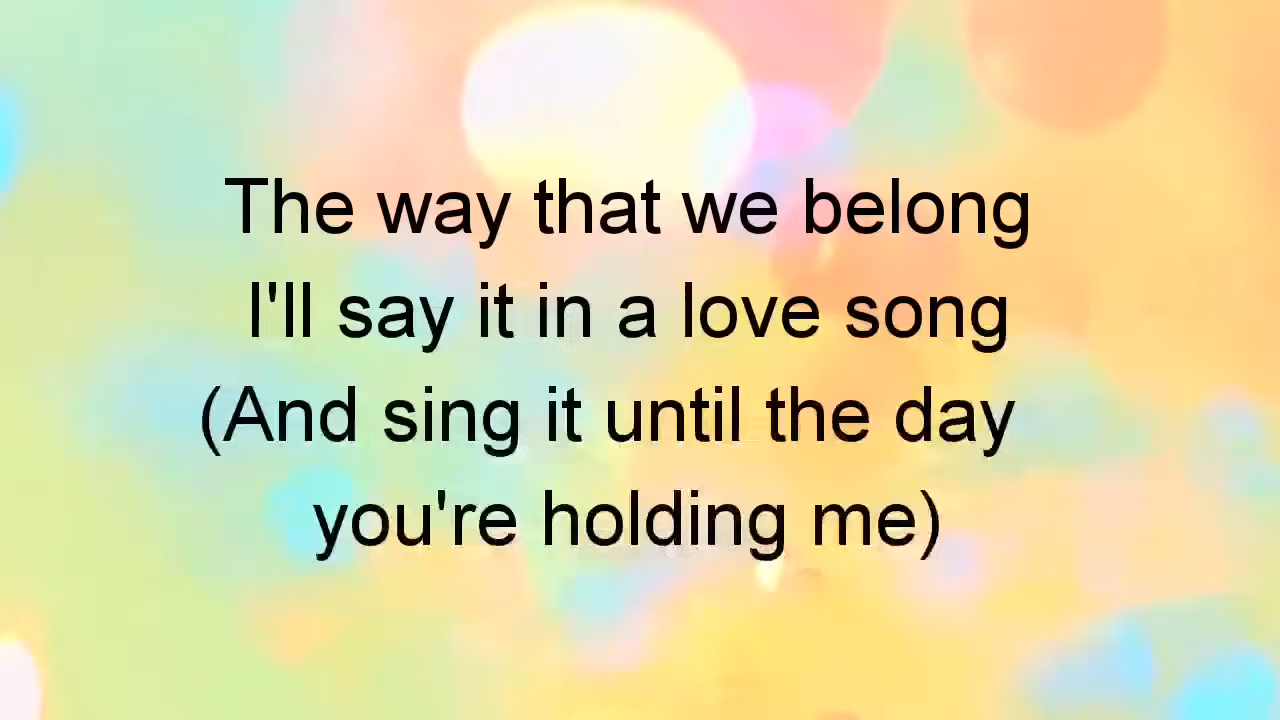 The way that we belong
I'll say it in a love song
(And sing it until the day
you're holding me)